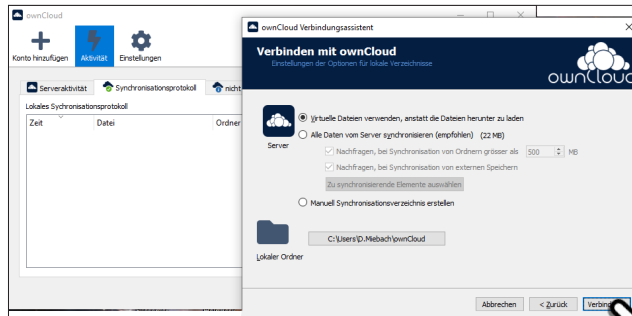 ownCloud
Konto hinzufügen
Aktivität
Einstellungen
Serveraktivität
Synchronisationsprotokoll
nicht
Lokales Sychronisationsprotokoll
Zeit
Datei
Ordner
ownCloud Verbindungsassistent
Verbinden mit ownCloud
Einstellungen der Optionen für lokale Verzeichnisse
ownCloud
Server
Virtuelle Dateien verwenden, anstatt die Dateien herunter zu laden
Alle Daten vom Server synchronisieren (empfohlen) (22 MB)
Nachfragen, bei Synchronisation von Ordnern grösser als 500 MB
Nachfragen, bei Synchronisation von externen Speichern
Zu synchronisierende Elemente auswählen
Manuell Synchronisationsverzeichnis erstellen
C:\Users\D.Miebach\ownCloud
Lokaler Ordner
Abbrechen
< Zurück